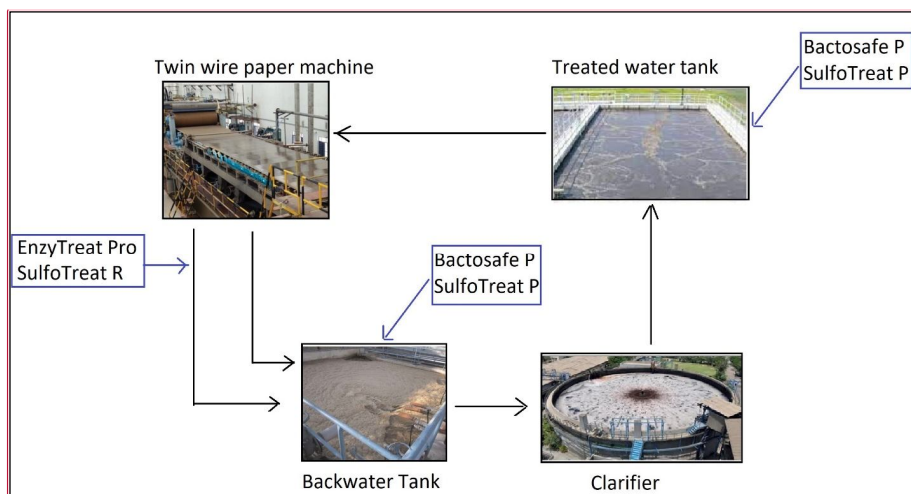 Bactosafe P
SulfoTreat P
Twin wire paper machine
Treated water tank
EnzyTreat Pro
SulfoTreat R
Bactosafe P
SulfoTreat P
Backwater Tank
Clarifier